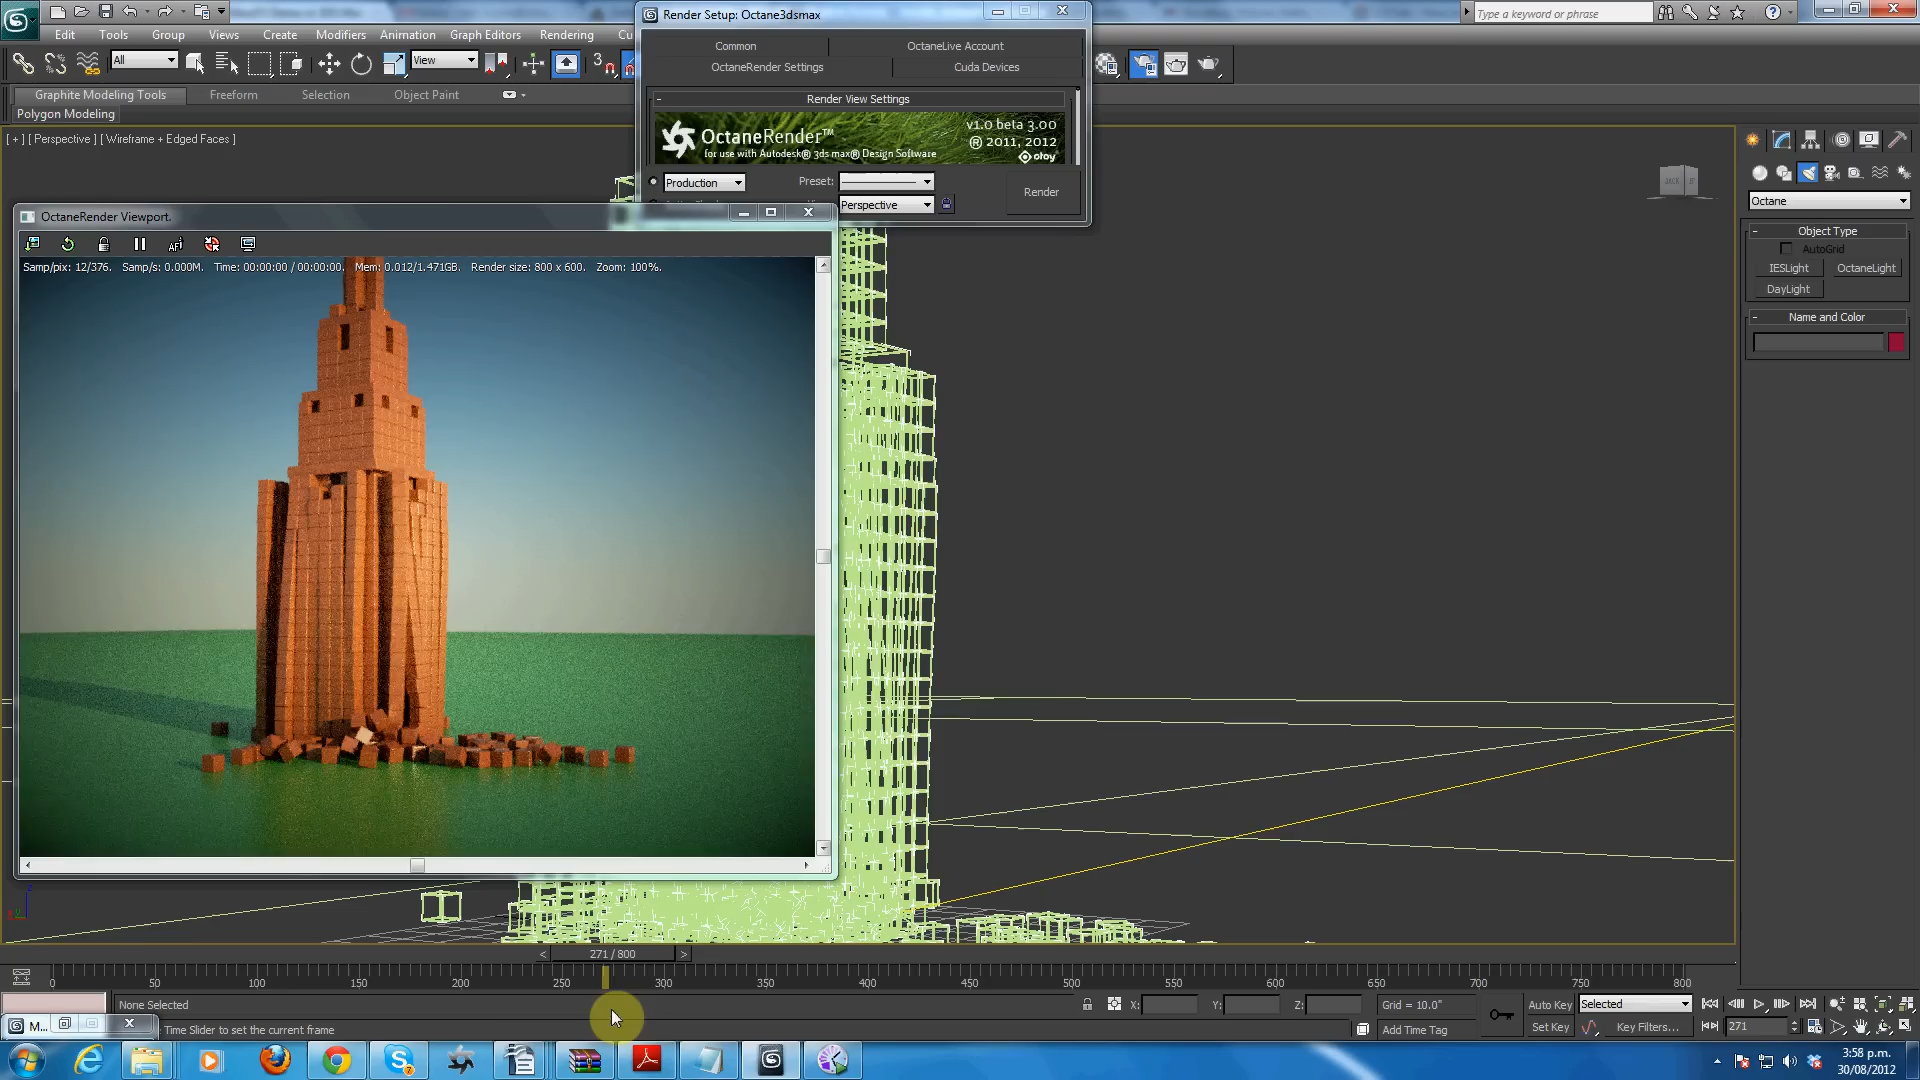 Render Setup: Octane3dsmax
Type a keyword or phrase
Edit Tools Group Views Create Modifiers Animation Graph Editors Rendering Cu
Common OctaneLive Account
OctaneRender Settings Cuda Devices
All View 3
Graphite Modeling Tools Freeform Selection Object Paint
Polygon Modeling
- Render View Settings
OctaneRender™
for use with Autodesk® 3ds max® Design Software
v1.0 beta 3.00
® 2011, 2012
otoy
Production Preset: Render
Perspective
[ + ] [ Perspective ] [ Wireframe + Edged Faces ]
BACK
OctaneRender Viewport.
Samp/pix: 12/376. Samp/s: 0.000M. Time: 00:00:00 / 00:00:00. Mem: 0.012/1.471GB. Render size: 800 x 600. Zoom: 100%.
Octane
- Object Type
AutoGrid
IESLight OctaneLight
DayLight
- Name and Color
< 271 / 800 >
0 50 100 150 200 250 300 350 400 450 500 550 600 650 700 750 800
None Selected X: Y: Z: Grid = 10.0" Auto Key Selected
M... Time Slider to set the current frame Add Time Tag Set Key Key Filters... 271
3:58 p.m.
30/08/2012